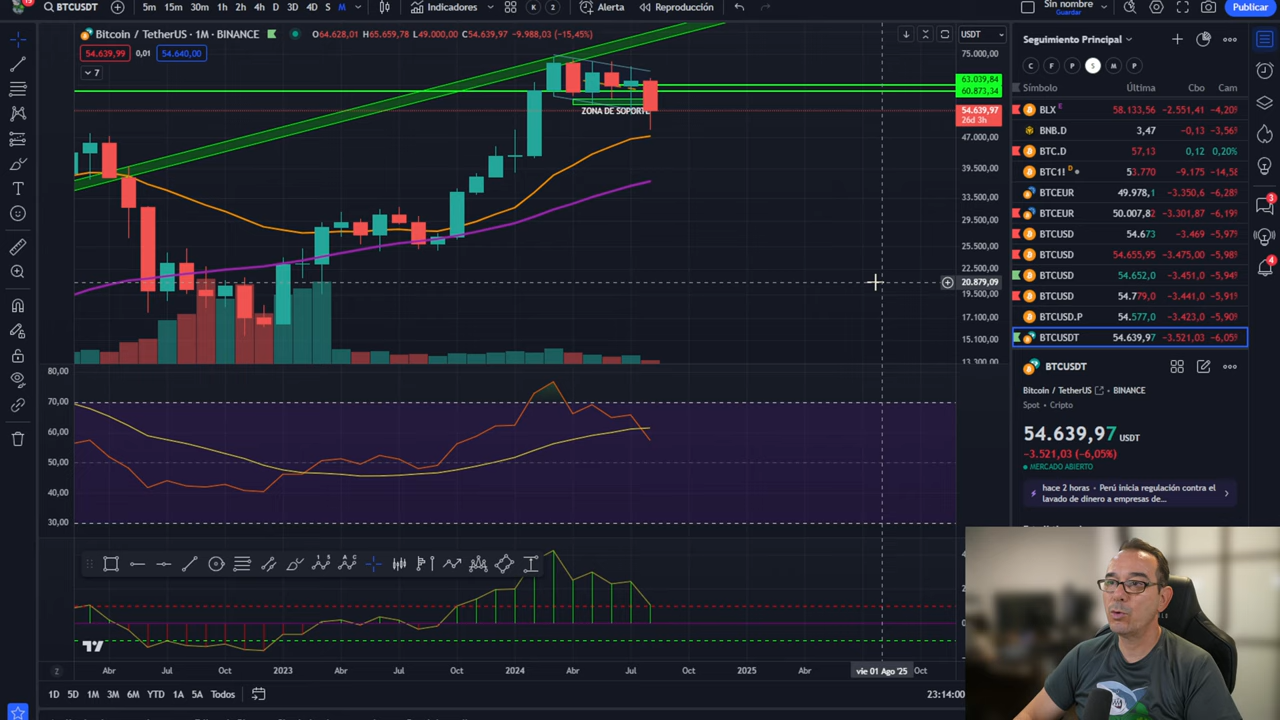 BTCUSDT
5m 15m 30m 1h 2h 4h D 3D 4D S M
Indicadores
K 2
Alerta
Reproducción
Sin nombre
Guardar
Publicar
Bitcoin / TetherUS · 1M · BINANCE
O64.628,01 H65.659,78 L49.000,00 C54.639,97 −9.988,03 (−15,45%)
54.639,99 0,01 54.640,00
7
USDT
75.000,00
63.039,84
60.873,34
54.639,97
26d 3h
47.000,00
39.500,00
33.500,00
29.500,00
25.500,00
22.500,00
20.879,09
19.500,00
17.100,00
15.100,00
13.300,00
ZONA DE SOPORTE
80,00
70,00
60,00
50,00
40,00
30,00
Abr Jul Oct 2023 Abr Jul Oct 2024 Abr Jul Oct 2025 Abr vie 01 Ago '25 Oct
1D 5D 1M 3M 6M YTD 1A 5A Todos
23:14:00
Seguimiento Principal
C F P S M P
Símbolo Última Cbo Cam
BLX E 58.133,56 −2.551,41 −4,20%
BNB.D 3,47 −0,13 −3,56%
BTC.D 57,13 0,12 0,20%
BTC1! D 53.770 −9.175 −14,58
BTCEUR 49.978,1 −3.350,6 −6,28%
BTCEUR 50.007,82 −3.301,87 −6,19%
BTCUSD 54.673 −3.469 −5,97%
BTCUSD 54.655,95 −3.475,00 −5,98%
BTCUSD 54.652,0 −3.451,0 −5,94%
BTCUSD 54.779,0 −3.441,0 −5,91%
BTCUSD.P 54.577,0 −3.423,0 −5,90%
BTCUSDT 54.639,97 −3.521,03 −6,05%
BTCUSDT
Bitcoin / TetherUS BINANCE
Spot • Cripto
54.639,97 USDT
−3.521,03 (−6,05%)
MERCADO ABIERTO
hace 2 horas • Perú inicia regulación contra el
lavado de dinero a empresas de...